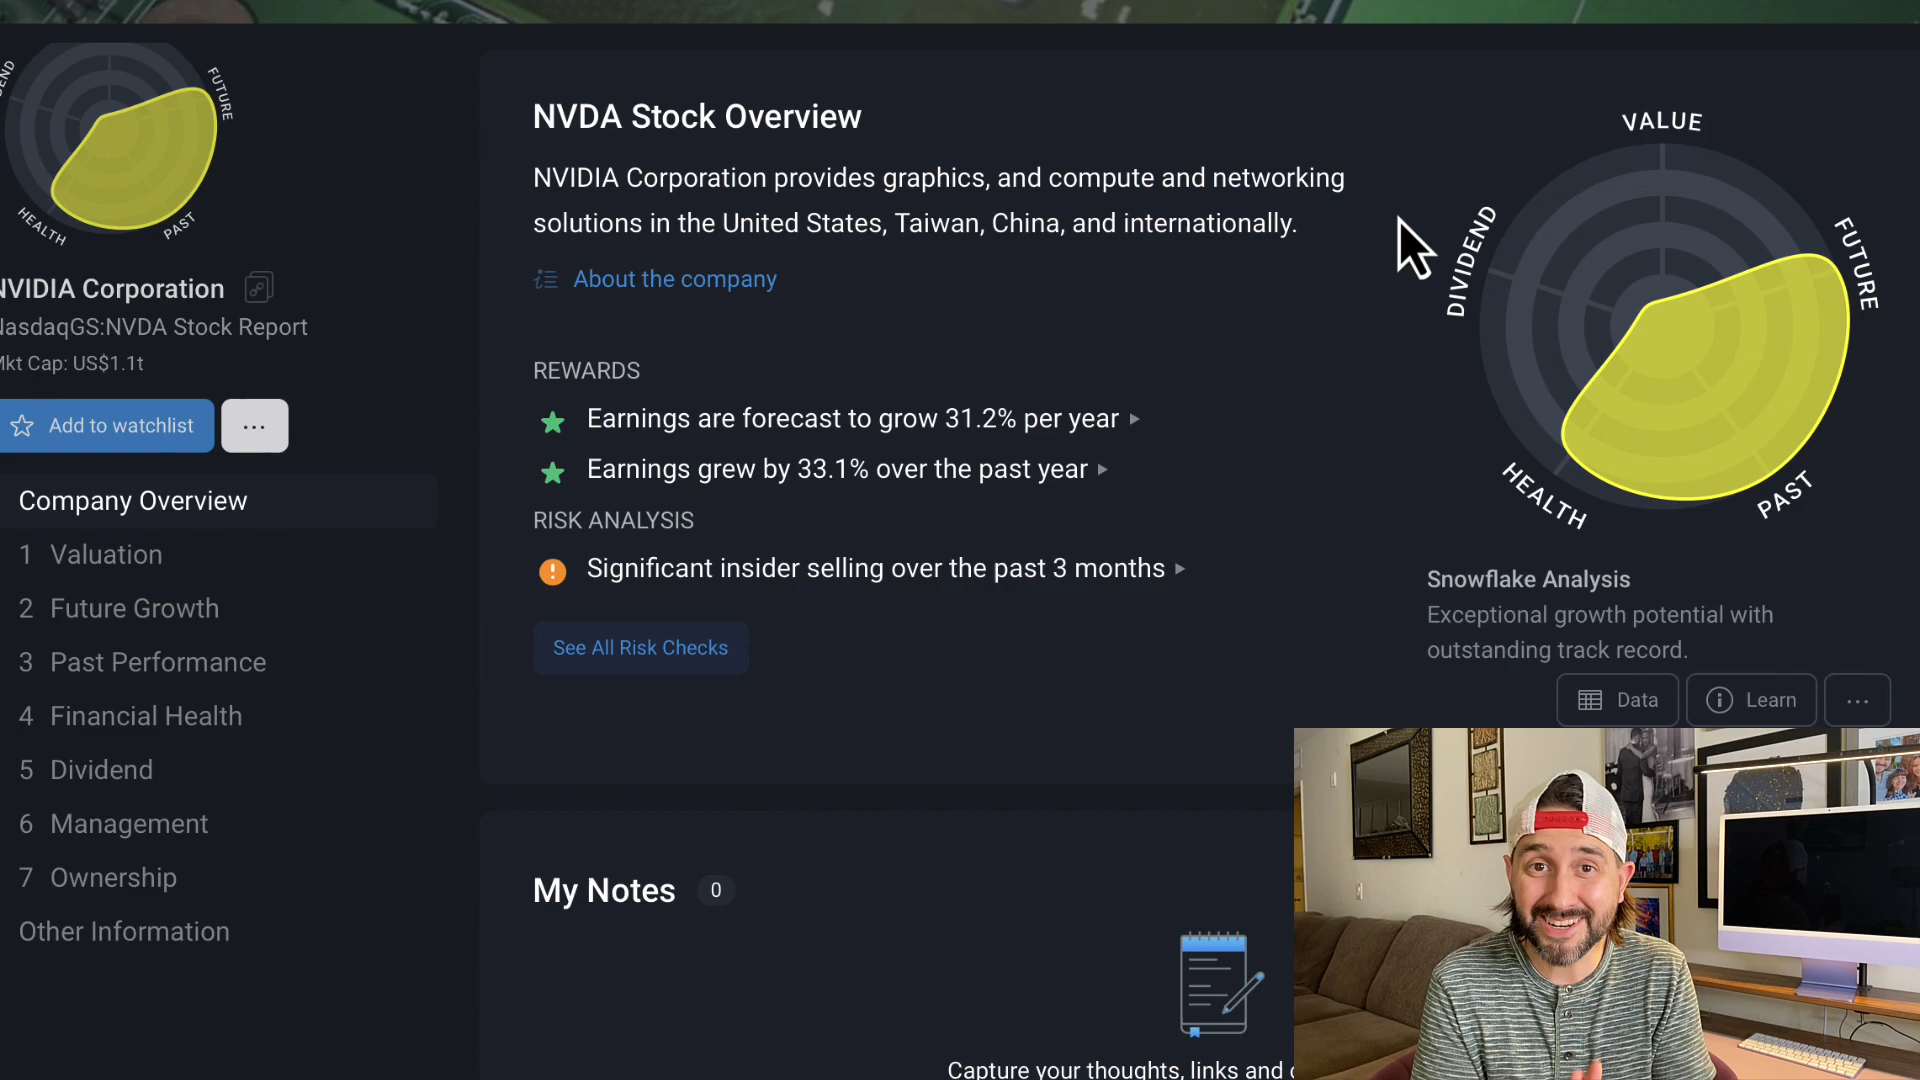 FUTURE
HEALTH
PAST
NVIDIA Corporation
NasdaqGS:NVDA Stock Report
Mkt Cap: US$1.1t
Add to watchlist
...
Company Overview
1 Valuation
2 Future Growth
3 Past Performance
4 Financial Health
5 Dividend
6 Management
7 Ownership
Other Information
NVDA Stock Overview
NVIDIA Corporation provides graphics, and compute and networking
solutions in the United States, Taiwan, China, and internationally.
About the company
REWARDS
Earnings are forecast to grow 31.2% per year
Earnings grew by 33.1% over the past year
RISK ANALYSIS
Significant insider selling over the past 3 months
See All Risk Checks
VALUE
FUTURE
PAST
HEALTH
DIVIDEND
Snowflake Analysis
Exceptional growth potential with
outstanding track record.
Data
Learn
...
My Notes 0
Capture your thoughts, links and